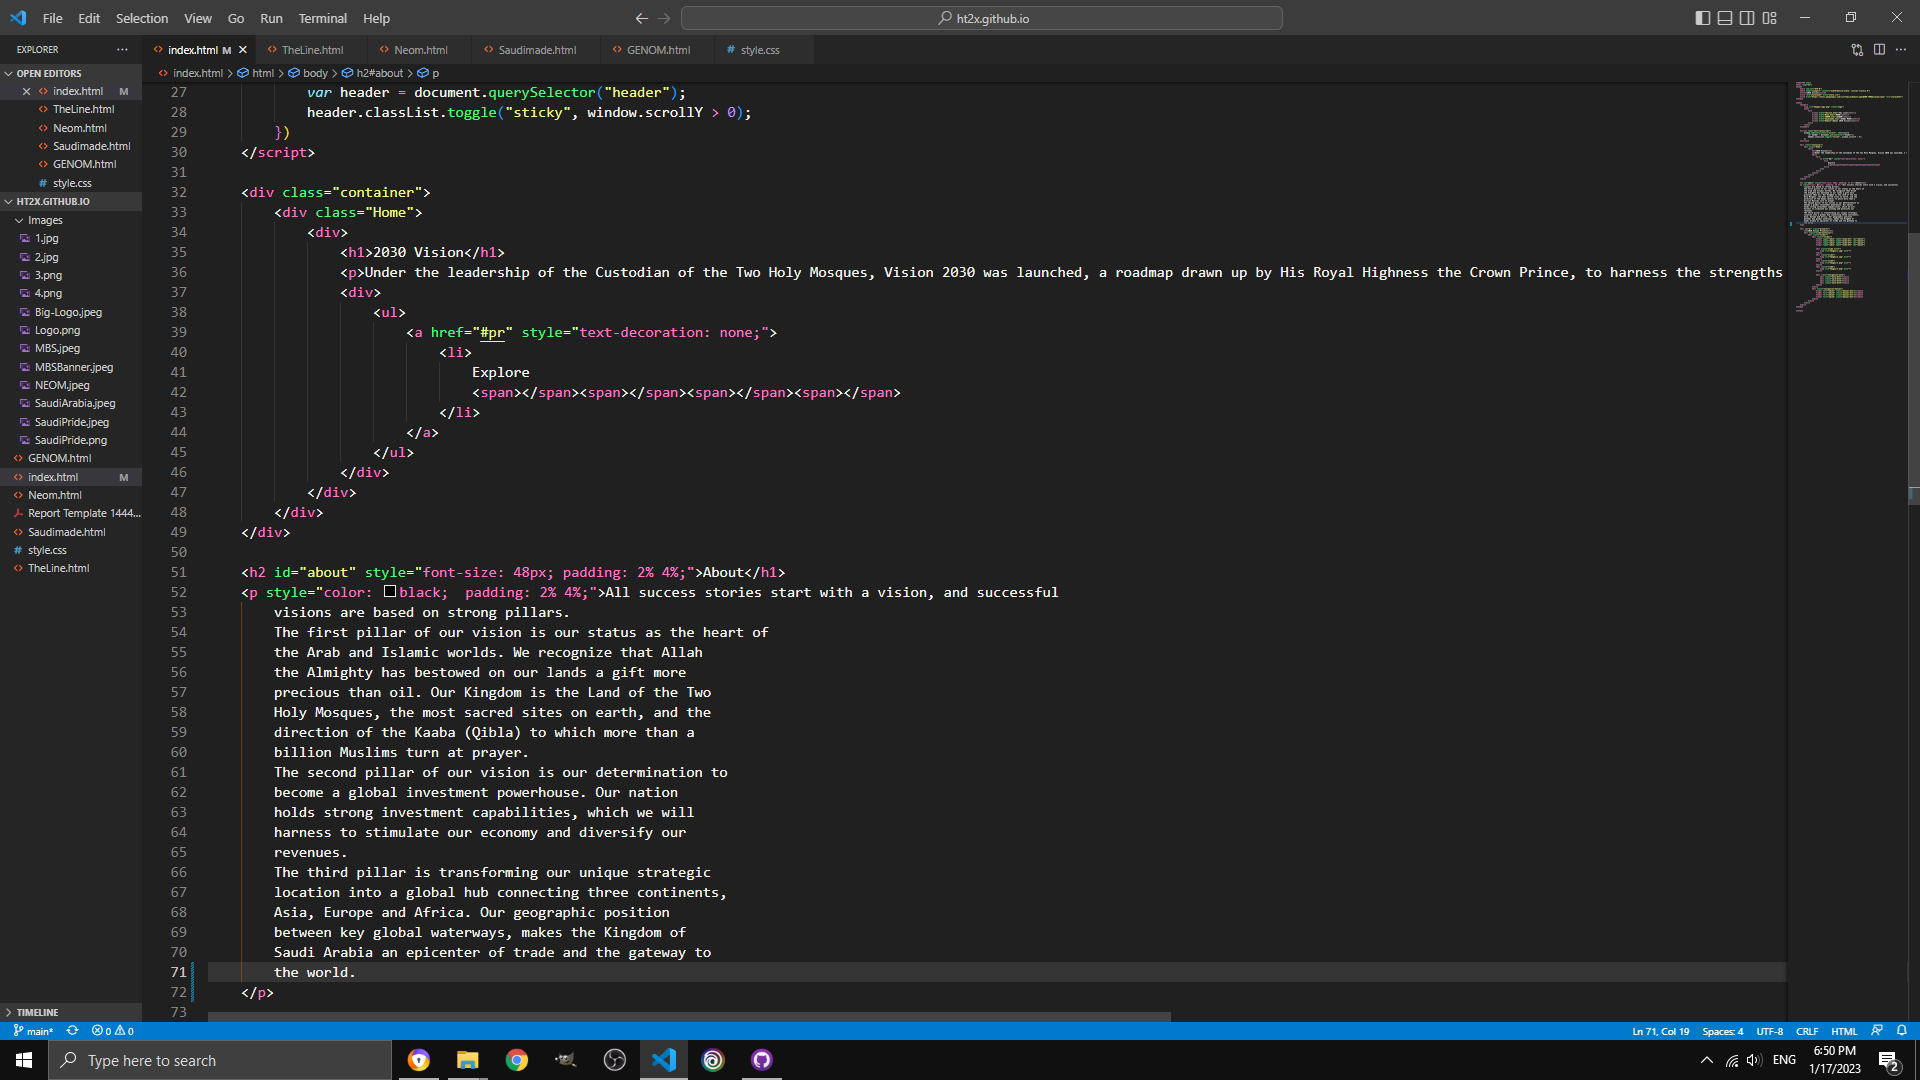 File Edit Selection View Go Run Terminal Help
ht2x.github.io
EXPLORER
index.html M
TheLine.html
Neom.html
Saudimade.html
GENOM.html
# style.css
OPEN EDITORS
index.html M
TheLine.html
Neom.html
Saudimade.html
GENOM.html
# style.css
HT2X.GITHUB.IO
Images
1.jpg
2.jpg
3.png
4.png
Big-Logo.jpeg
Logo.png
MBS.jpeg
MBSBanner.jpeg
NEOM.jpeg
SaudiArabia.jpeg
SaudiPride.jpeg
SaudiPride.png
GENOM.html
index.html M
Neom.html
Report Template 1444...
Saudimade.html
# style.css
TheLine.html
TIMELINE
index.html > html > body > h2#about > p
27 var header = document.querySelector("header");
28 header.classList.toggle("sticky", window.scrollY > 0);
29 })
30 </script>
31
32 <div class="container">
33 <div class="Home">
34 <div>
35 <h1>2030 Vision</h1>
36 <p>Under the leadership of the Custodian of the Two Holy Mosques, Vision 2030 was launched, a roadmap drawn up by His Royal Highness the Crown Prince, to harness the strengths
37 <div>
38 <ul>
39 <a href="#pr" style="text-decoration: none;">
40 <li>
41 Explore
42 <span></span><span></span><span></span><span></span>
43 </li>
44 </a>
45 </ul>
46 </div>
47 </div>
48 </div>
49 </div>
50
51 <h2 id="about" style="font-size: 48px; padding: 2% 4%;">About</h1>
52 <p style="color: black;  padding: 2% 4%;">All success stories start with a vision, and successful
53 visions are based on strong pillars.
54 The first pillar of our vision is our status as the heart of
55 the Arab and Islamic worlds. We recognize that Allah
56 the Almighty has bestowed on our lands a gift more
57 precious than oil. Our Kingdom is the Land of the Two
58 Holy Mosques, the most sacred sites on earth, and the
59 direction of the Kaaba (Qibla) to which more than a
60 billion Muslims turn at prayer.
61 The second pillar of our vision is our determination to
62 become a global investment powerhouse. Our nation
63 holds strong investment capabilities, which we will
64 harness to stimulate our economy and diversify our
65 revenues.
66 The third pillar is transforming our unique strategic
67 location into a global hub connecting three continents,
68 Asia, Europe and Africa. Our geographic position
69 between key global waterways, makes the Kingdom of
70 Saudi Arabia an epicenter of trade and the gateway to
71 the world.
72 </p>
73
main* 0 0
Ln 71, Col 19 Spaces: 4 UTF-8 CRLF HTML
Type here to search
ENG
6:50 PM
1/17/2023
2